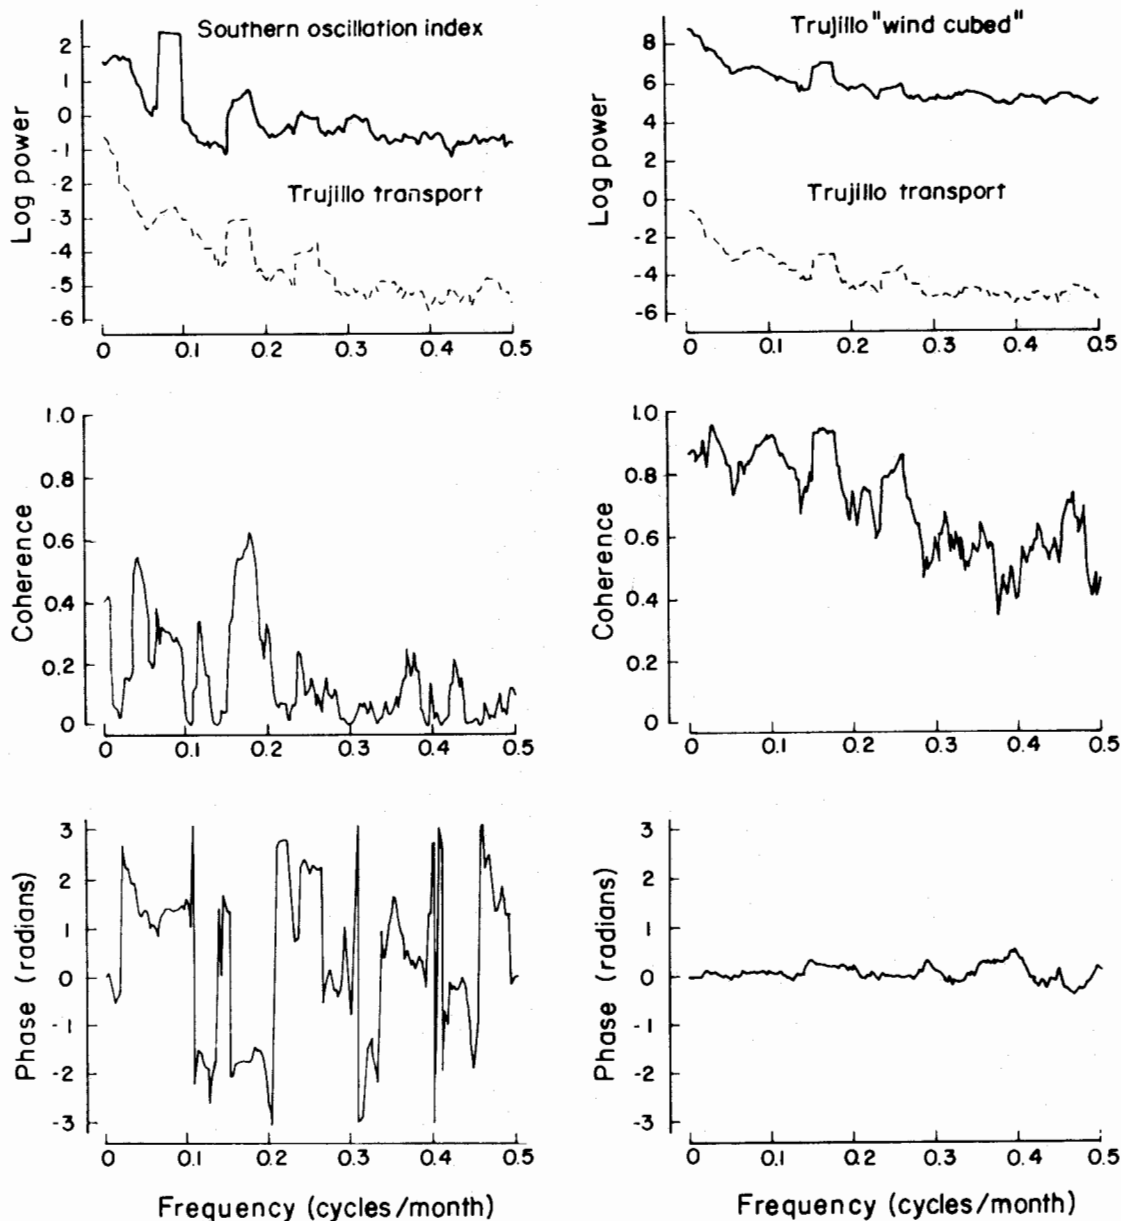 Southern oscillation index
Log power
2
1
0
-1
-2
-3
-4
-5
-6
Trujillo transport
0 0.1 0.2 0.3 0.4 0.5
Trujillo "wind cubed"
Log power
8
6
4
2
0
-2
-4
-6
Trujillo transport
0 0.1 0.2 0.3 0.4 0.5
Coherence
1.0
0.8
0.6
0.4
0.2
0
0 0.1 0.2 0.3 0.4 0.5
Coherence
1.0
0.8
0.6
0.4
0.2
0
0 0.1 0.2 0.3 0.4 0.5
Phase (radians)
3
2
1
0
-1
-2
-3
0 0.1 0.2 0.3 0.4 0.5
Frequency (cycles/month)
Phase (radians)
3
2
1
0
-1
-2
-3
0 0.1 0.2 0.3 0.4 0.5
Frequency (cycles/month)